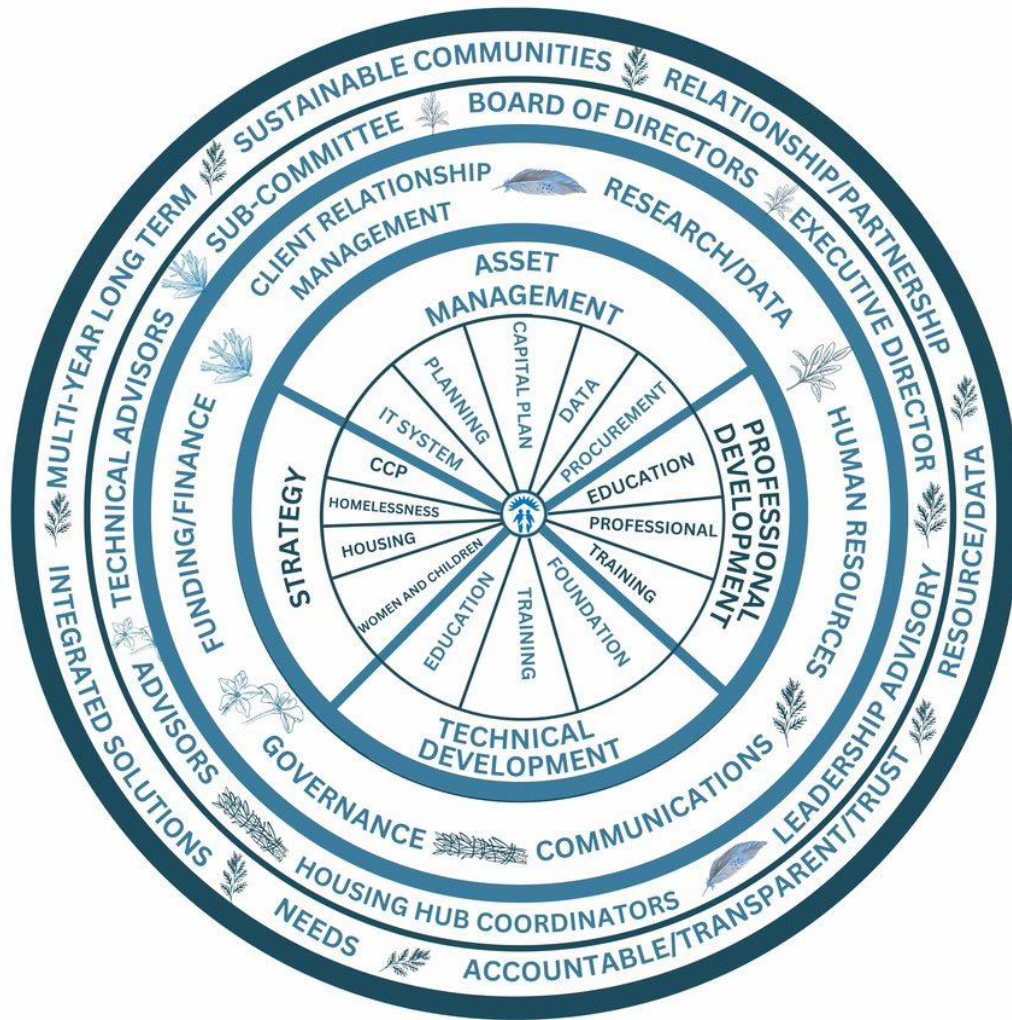 SUSTAINABLE COMMUNITIES
RELATIONSHIP/PARTNERSHIP
RESOURCE/DATA
ACCOUNTABLE/TRANSPARENT/TRUST
NEEDS
INTEGRATED SOLUTIONS
MULTI-YEAR LONG TERM
BOARD OF DIRECTORS
EXECUTIVE DIRECTOR
LEADERSHIP ADVISORY
HOUSING HUB COORDINATORS
ADVISORS
TECHNICAL ADVISORS
SUB-COMMITTEE
CLIENT RELATIONSHIP
MANAGEMENT
RESEARCH/DATA
HUMAN RESOURCES
COMMUNICATIONS
GOVERNANCE
FUNDING/FINANCE
ASSET
MANAGEMENT
IT SYSTEM
PLANNING
CAPITAL PLAN
DATA
PROCUREMENT
PROFESSIONAL
DEVELOPMENT
EDUCATION
PROFESSIONAL
TRAINING
TECHNICAL
DEVELOPMENT
FOUNDATION
TRAINING
EDUCATION
STRATEGY
WOMEN AND CHILDREN
HOUSING
HOMELESSNESS
CCP